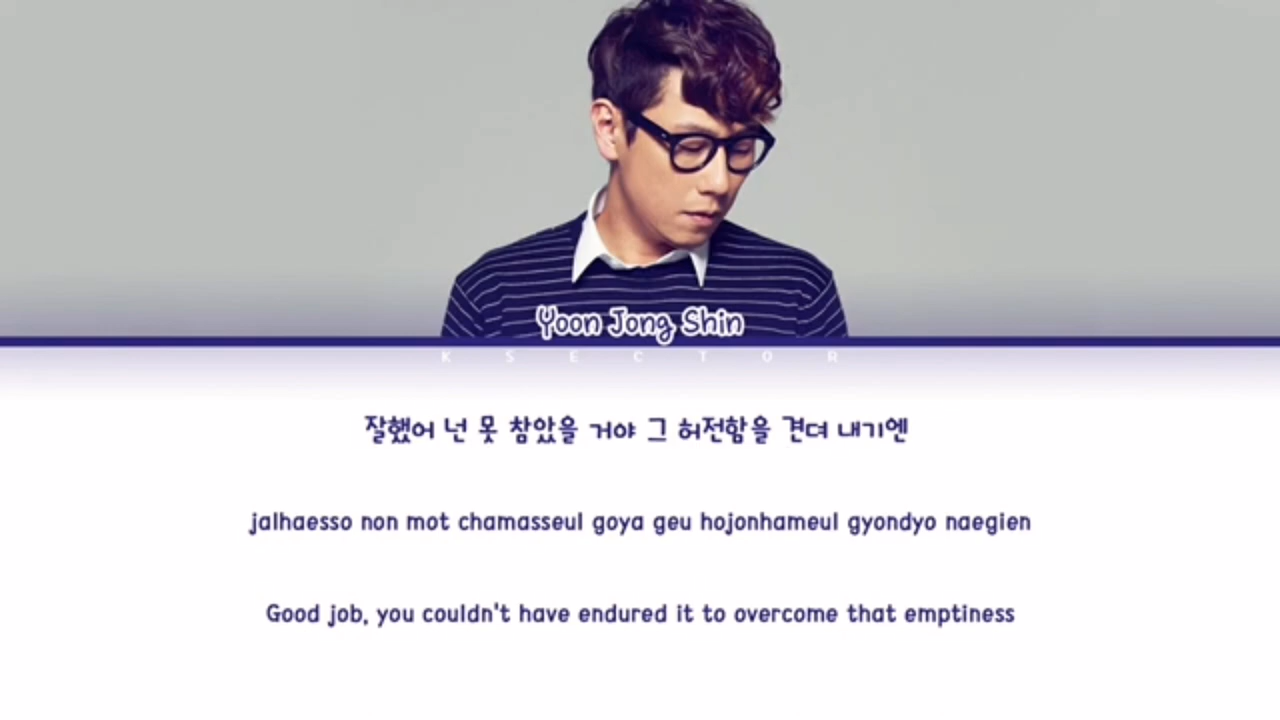 Yoon Jong Shin
K S E C T O R
잘했어 넌 못 참았을 거야 그 허전함을 견뎌 내기엔
jalhaesso non mot chamasseul goya geu hojonhameul gyondyo naegien
Good job, you couldn't have endured it to overcome that emptiness